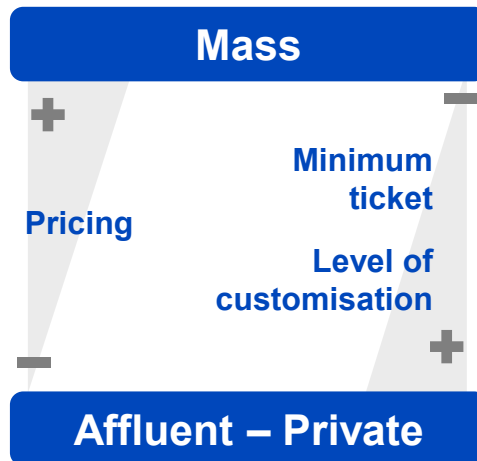 Mass
+
−
Minimum
ticket
Pricing
Level of
customisation
+
−
Affluent – Private